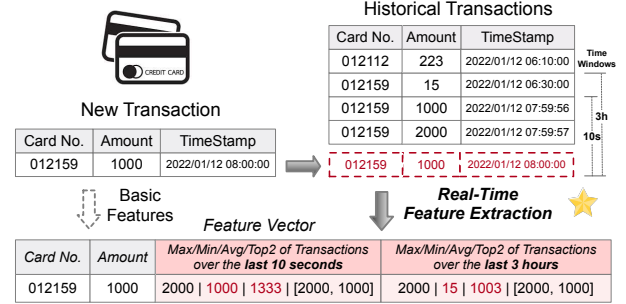 Historical Transactions
Card No. Amount TimeStamp
012112 223 2022/01/12 06:10:00
012159 15 2022/01/12 06:30:00
012159 1000 2022/01/12 07:59:56
012159 2000 2022/01/12 07:59:57
012159 1000 2022/01/12 08:00:00
Time
Windows
3h
10s
CREDIT CARD
New Transaction
Card No. Amount TimeStamp
012159 1000 2022/01/12 08:00:00
Basic
Features
Feature Vector
Real-Time
Feature Extraction
Card No. Amount Max/Min/Avg/Top2 of Transactions
over the last 10 seconds
Max/Min/Avg/Top2 of Transactions
over the last 3 hours
012159 1000 2000 | 1000 | 1333 | [2000, 1000] 2000 | 15 | 1003 | [2000, 1000]